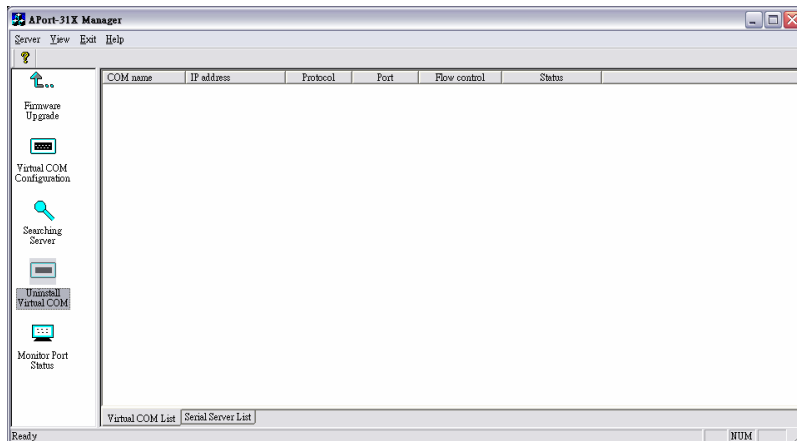 APort-31X Manager
Server View Exit Help
COM name IP address Protocol Port Flow control Status
Firmware
Upgrade
Virtual COM
Configuration
Searching
Server
Uninstall
Virtual COM
Monitor Port
Status
Virtual COM List Serial Server List
Ready NUM